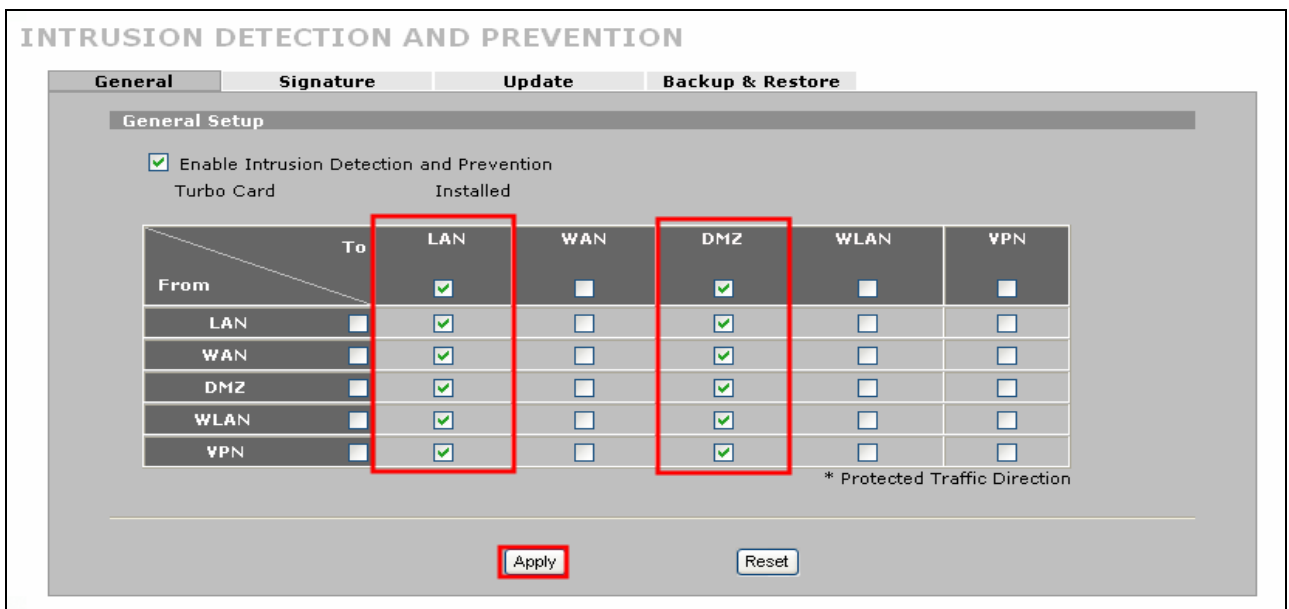 INTRUSION DETECTION AND PREVENTION
General Signature Update Backup & Restore
General Setup
Enable Intrusion Detection and Prevention
Turbo Card Installed
To LAN WAN DMZ WLAN VPN
From
LAN
WAN
DMZ
WLAN
VPN
* Protected Traffic Direction
Apply Reset